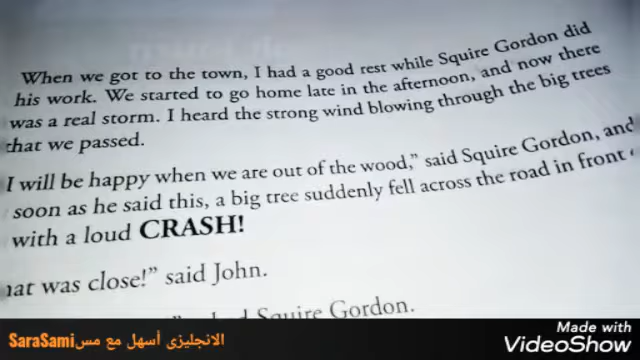 When we got to the town, I had a good rest while Squire Gordon did
his work. We started to go home late in the afternoon, and now there
was a real storm. I heard the strong wind blowing through the big trees
that we passed.
I will be happy when we are out of the wood,” said Squire Gordon, and
soon as he said this, a big tree suddenly fell across the road in front
with a loud CRASH!
was close!” said John.
Squire Gordon.
الانجليزى أسهل مع مس SaraSami
Made with
VideoShow